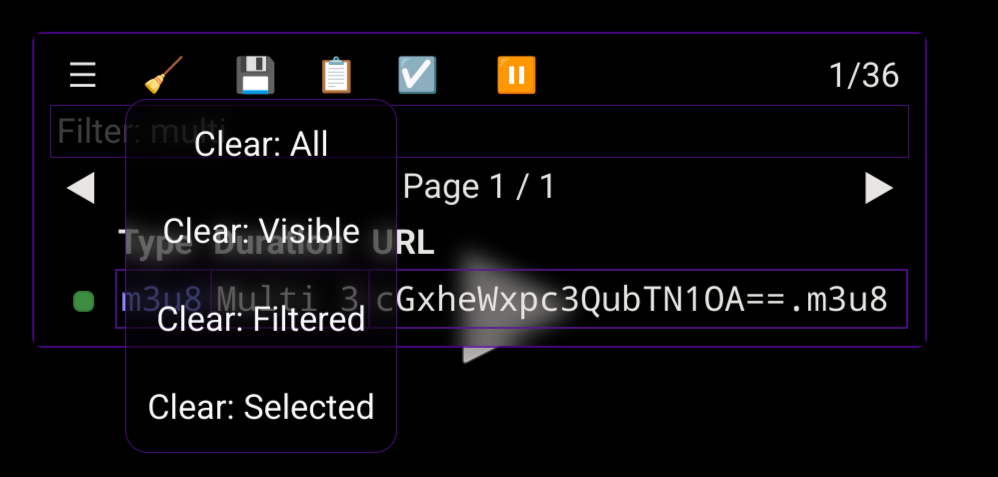 1/36
Filter: multi
Clear: All
Page 1 / 1
Clear: Visible
Type Duration URL
m3u8 Multi 3 cGxheWxpc3QubTN1OA==.m3u8
Clear: Filtered
Clear: Selected